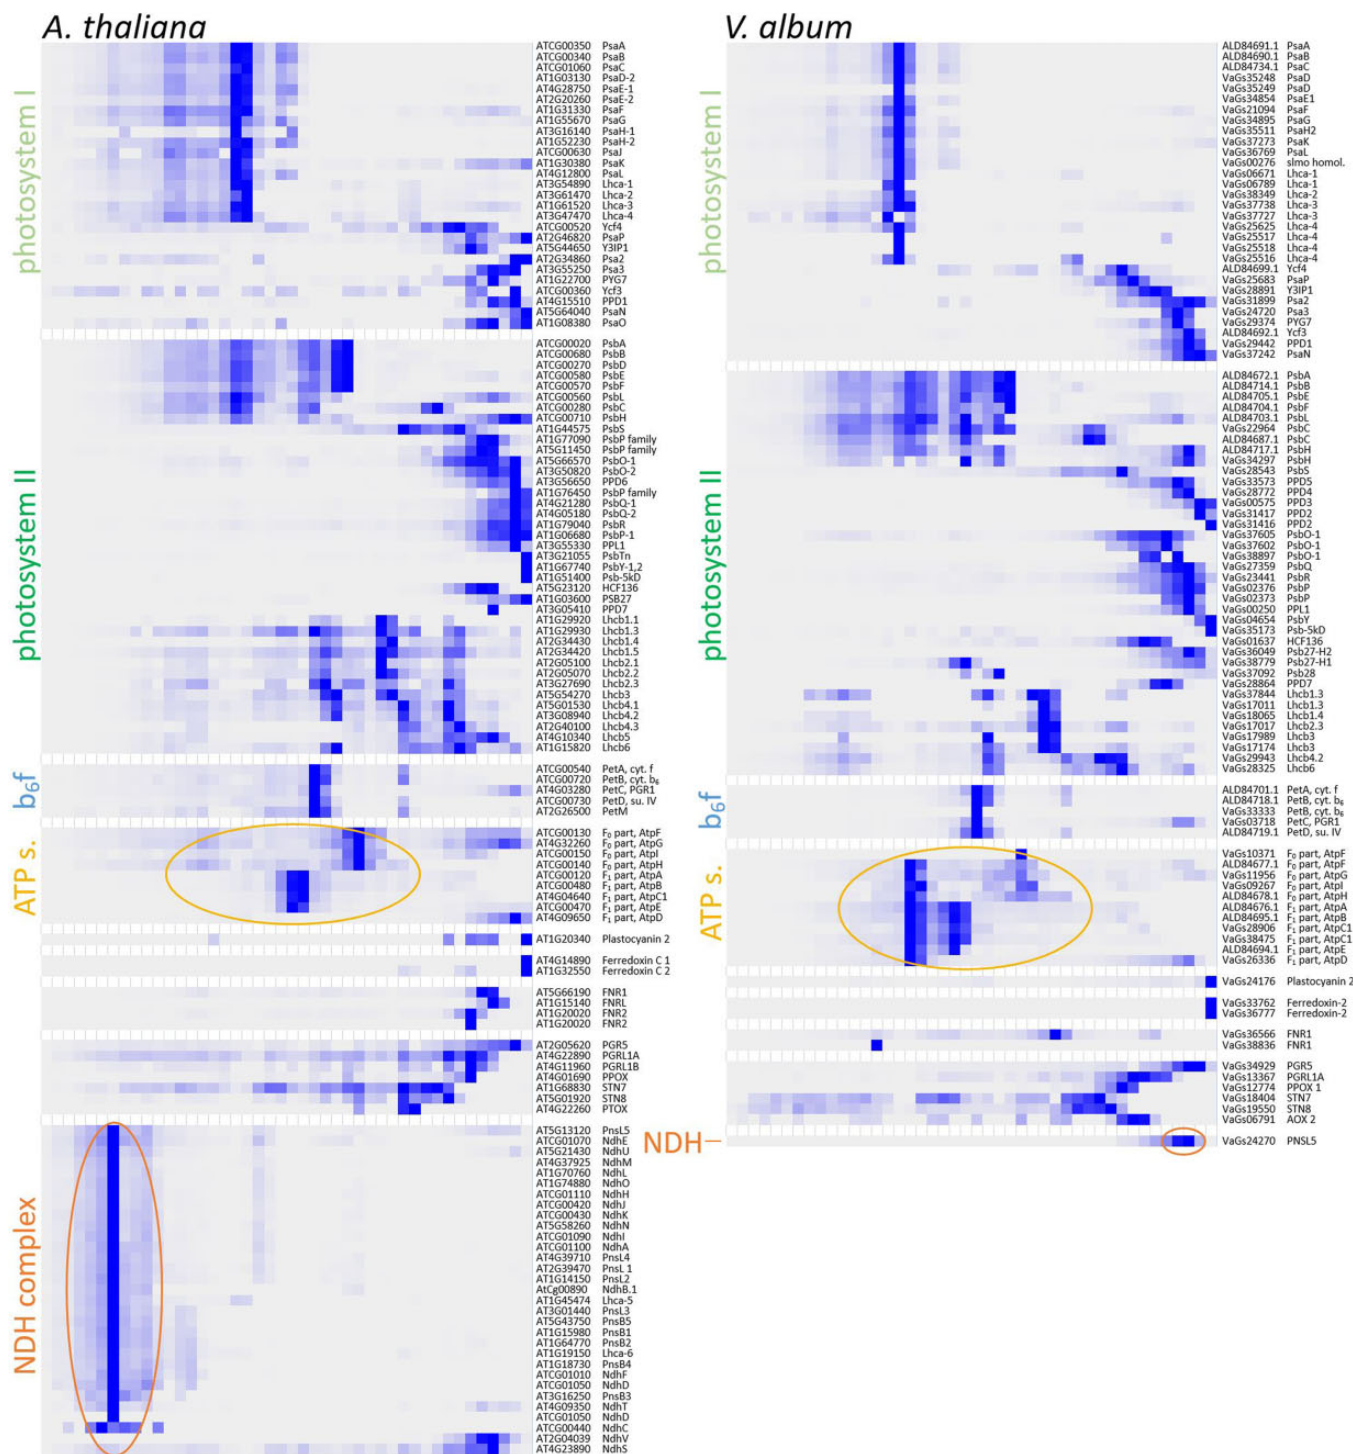 A. thaliana
photosystem I
ATCG00350 PsaA
ATCG00340 PsaB
ATCG01060 PsaC
AT1G03130 PsaD-2
AT4G28750 PsaE-1
AT2G20260 PsaE-2
AT1G31330 PsaF
AT1G55670 PsaG
AT3G16140 PsaH-1
AT1G52230 PsaH-2
ATCG00630 PsaJ
AT1G30380 PsaK
AT4G12800 PsaL
AT3G54890 Lhca-1
AT3G61470 Lhca-2
AT1G61520 Lhca-3
AT3G47470 Lhca-4
ATCG00520 Ycf4
AT2G46820 PsaP
AT5G44650 Y3IP1
AT2G34860 Psa2
AT3G55250 Psa3
AT1G22700 PYG7
ATCG00360 Ycf3
AT4G15510 PPD1
AT5G64040 PsaN
AT1G08380 PsaO
photosystem II
ATCG00020 PsbA
ATCG00680 PsbB
ATCG00270 PsbD
ATCG00580 PsbE
ATCG00570 PsbF
ATCG00560 PsbL
ATCG00280 PsbC
ATCG00710 PsbH
AT1G44575 PsbS
AT1G77090 PsbP family
AT5G11450 PsbP family
AT5G66570 PsbO-1
AT3G50820 PsbO-2
AT3G56650 PPD6
AT1G76450 PsbP family
AT4G21280 PsbQ-1
AT4G05180 PsbQ-2
AT1G79040 PsbR
AT1G06680 PsbP-1
AT3G55330 PPL1
AT3G21055 PsbTn
AT1G67740 PsbY-1,2
AT1G51400 Psb-5kD
AT5G23120 HCF136
AT1G03600 PSB27
AT3G05410 PPD7
AT1G29920 Lhcb1.1
AT1G29930 Lhcb1.3
AT2G34430 Lhcb1.4
AT2G34420 Lhcb1.5
AT2G05100 Lhcb2.1
AT2G05070 Lhcb2.2
AT3G27690 Lhcb2.3
AT5G54270 Lhcb3
AT5G01530 Lhcb4.1
AT3G08940 Lhcb4.2
AT2G40100 Lhcb4.3
AT4G10340 Lhcb5
AT1G15820 Lhcb6
b₆f
ATCG00540 PetA, cyt. f
ATCG00720 PetB, cyt. b₆
AT4G03280 PetC, PGR1
ATCG00730 PetD, su. IV
AT2G26500 PetM
ATP s.
ATCG00130 F₀ part, AtpF
AT4G32260 F₀ part, AtpG
ATCG00150 F₀ part, AtpI
ATCG00140 F₀ part, AtpH
ATCG00120 F₁ part, AtpA
ATCG00480 F₁ part, AtpB
AT4G04640 F₁ part, AtpC1
ATCG00470 F₁ part, AtpE
AT4G09650 F₁ part, AtpD
AT1G20340 Plastocyanin 2
AT4G14890 Ferredoxin C 1
AT1G32550 Ferredoxin C 2
AT5G66190 FNR1
AT1G15140 FNRL
AT1G20020 FNR2
AT1G20020 FNR2
AT2G05620 PGR5
AT4G22890 PGRL1A
AT4G11960 PGRL1B
AT4G01690 PPOX
AT1G68830 STN7
AT5G01920 STN8
AT4G22260 PTOX
NDH complex
AT5G13120 PnsL5
ATCG01070 NdhE
AT5G21430 NdhU
AT4G37925 NdhM
AT1G70760 NdhL
AT1G74880 NdhO
ATCG01110 NdhH
ATCG00420 NdhJ
ATCG00430 NdhK
AT5G58260 NdhN
ATCG01090 NdhI
ATCG01100 NdhA
AT4G39710 PnsL4
AT2G39470 PnsL 1
AT1G14150 PnsL2
AtCg00890 NdhB.1
AT1G45474 Lhca-5
AT3G01440 PnsL3
AT5G43750 PnsB5
AT1G15980 PnsB1
AT1G64770 PnsB2
AT1G19150 Lhca-6
AT1G18730 PnsB4
ATCG01010 NdhF
ATCG01050 NdhD
AT3G16250 PnsB3
AT4G09350 NdhT
ATCG01050 NdhD
ATCG00440 NdhC
AT2G04039 NdhV
AT4G23890 NdhS
V. album
photosystem I
ALD84691.1 PsaA
ALD84690.1 PsaB
ALD84734.1 PsaC
VaGs35248 PsaD
VaGs35249 PsaD
VaGs34854 PsaE1
VaGs21094 PsaF
VaGs34895 PsaG
VaGs35511 PsaH2
VaGs37273 PsaK
VaGs36769 PsaL
VaGs00276 slmo homol.
VaGs06671 Lhca-1
VaGs06789 Lhca-1
VaGs38349 Lhca-2
VaGs37738 Lhca-3
VaGs37727 Lhca-3
VaGs25625 Lhca-4
VaGs25517 Lhca-4
VaGs25518 Lhca-4
VaGs25516 Lhca-4
ALD84699.1 Ycf4
VaGs25683 PsaP
VaGs28891 Y3IP1
VaGs31899 Psa2
VaGs24720 Psa3
VaGs29374 PYG7
ALD84692.1 Ycf3
VaGs29442 PPD1
VaGs37242 PsaN
photosystem II
ALD84672.1 PsbA
ALD84714.1 PsbB
ALD84705.1 PsbE
ALD84704.1 PsbF
ALD84703.1 PsbL
VaGs22964 PsbC
ALD84687.1 PsbC
ALD84717.1 PsbH
VaGs34297 PsbH
VaGs28543 PsbS
VaGs33573 PPD5
VaGs28772 PPD4
VaGs00575 PPD3
VaGs31417 PPD2
VaGs31416 PPD2
VaGs37605 PsbO-1
VaGs37602 PsbO-1
VaGs38897 PsbO-1
VaGs27359 PsbQ
VaGs23441 PsbR
VaGs02376 PsbP
VaGs02373 PsbP
VaGs00250 PPL1
VaGs04654 PsbY
VaGs35173 Psb-5kD
VaGs01637 HCF136
VaGs36049 Psb27-H2
VaGs38779 Psb27-H1
VaGs37092 Psb28
VaGs28864 PPD7
VaGs37844 Lhcb1.3
VaGs17011 Lhcb1.3
VaGs18065 Lhcb1.4
VaGs17017 Lhcb2.3
VaGs17989 Lhcb3
VaGs17174 Lhcb3
VaGs29943 Lhcb4.2
VaGs28325 Lhcb6
b₆f
ALD84701.1 PetA, cyt. f
ALD84718.1 PetB, cyt. b₆
VaGs33333 PetB, cyt. b₆
VaGs03718 PetC, PGR1
ALD84719.1 PetD, su. IV
ATP s.
VaGs10371 F₀ part, AtpF
ALD84677.1 F₀ part, AtpF
VaGs11956 F₀ part, AtpG
VaGs09267 F₀ part, AtpI
ALD84678.1 F₀ part, AtpH
ALD84676.1 F₁ part, AtpA
ALD84695.1 F₁ part, AtpB
VaGs28906 F₁ part, AtpC1
VaGs38475 F₁ part, AtpC1
ALD84694.1 F₁ part, AtpE
VaGs26336 F₁ part, AtpD
VaGs24176 Plastocyanin 2
VaGs33762 Ferredoxin-2
VaGs36777 Ferredoxin-2
VaGs36566 FNR1
VaGs38836 FNR1
VaGs34929 PGR5
VaGs13367 PGRL1A
VaGs12774 PPOX 1
VaGs18404 STN7
VaGs19550 STN8
VaGs06791 AOX 2
NDH
VaGs24270 PNSL5